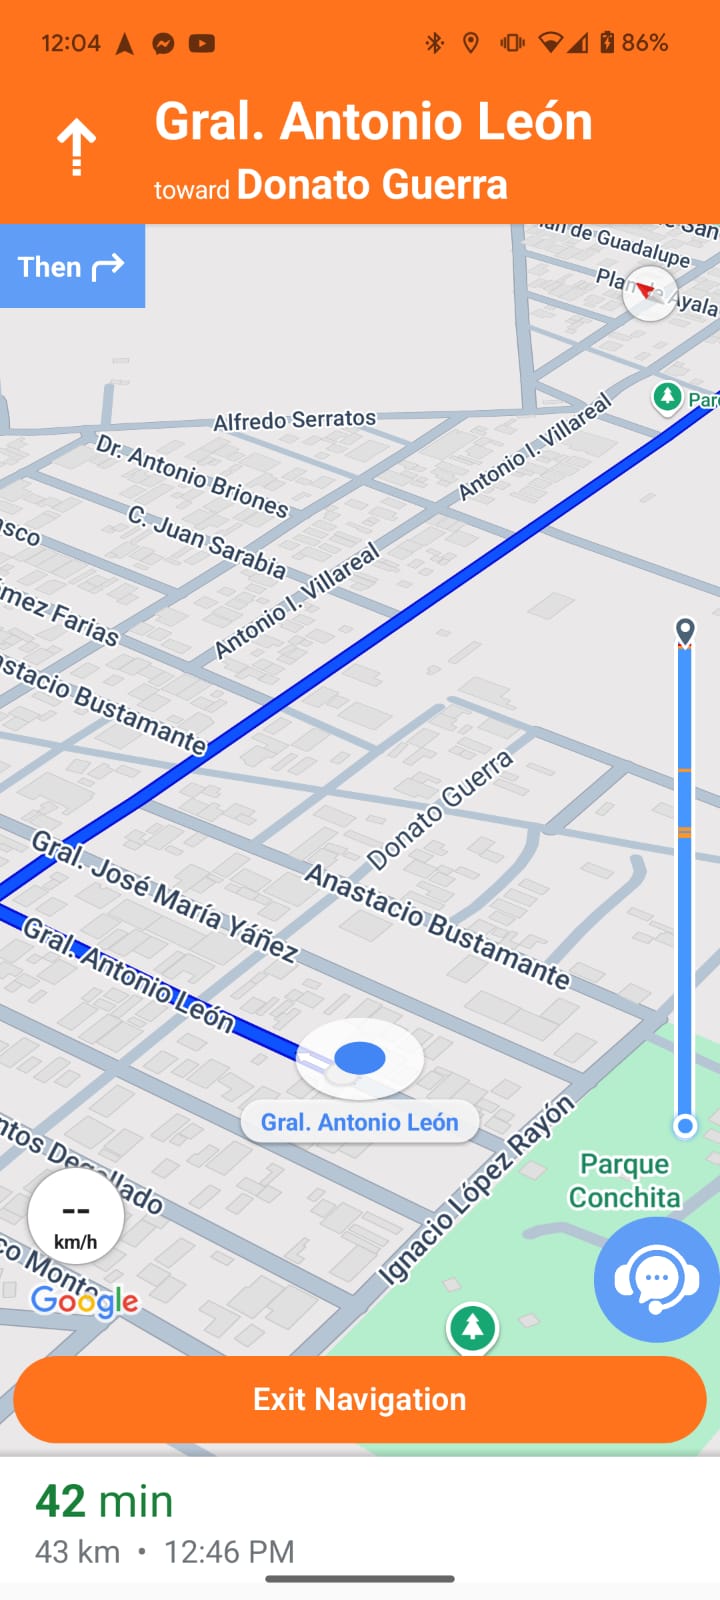 12:04
86%
Gral. Antonio León
toward Donato Guerra
Then
de Guadalupe
Plan de Ayala
Alfredo Serratos
Antonio I. Villareal
Dr. Antonio Briones
C. Juan Sarabia
Antonio I. Villareal
Farias
Bustamante
Donato Guerra
Gral. José María Yáñez
Anastacio Bustamante
Gral. Antonio León
Gral. Antonio León
Ignacio López Rayón
Parque
Conchita
--
km/h
Google
Exit Navigation
42 min
43 km • 12:46 PM